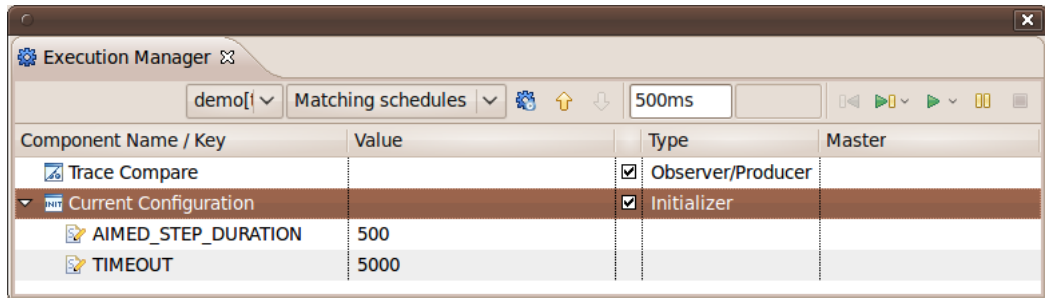 Execution Manager
demo[ Matching schedules 500ms
Component Name / Key Value Type Master
Trace Compare Observer/Producer
INIT Current Configuration Initializer
AIMED_STEP_DURATION 500
TIMEOUT 5000